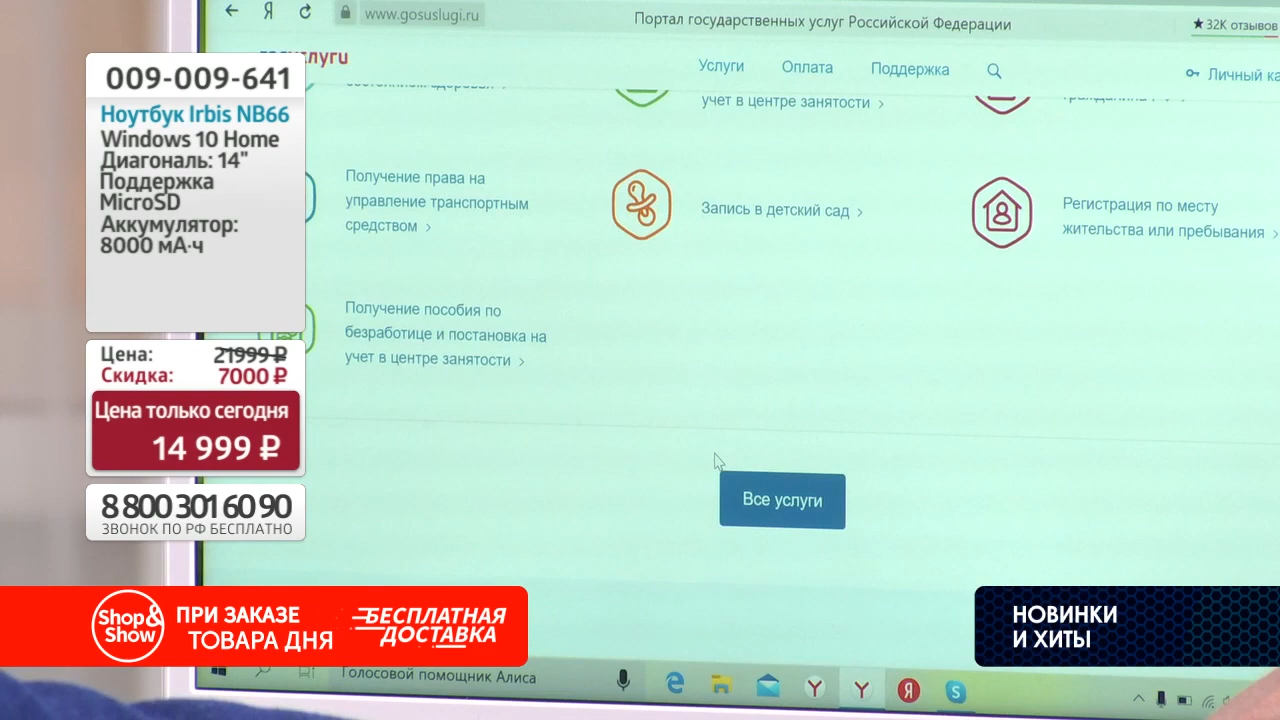 www.gosuslugi.ru
Портал государственных услуг Российской Федерации
★32K отзывов
Услуги
Оплата
Поддержка
учет в центре занятости >
Получение права на
управление транспортным
средством >
Запись в детский сад >
Регистрация по месту
жительства или пребывания >
Получение пособия по
безработице и постановка на
учет в центре занятости >
Все услуги
Голосовой помощник Алиса
009-009-641
Ноутбук Irbis NB66
Windows 10 Home
Диагональ: 14"
Поддержка
MicroSD
Аккумулятор:
8000 мА·ч
Цена: 21999 ₽
Скидка: 7000 ₽
Цена только сегодня
14 999 ₽
8 800 301 60 90
ЗВОНОК ПО РФ БЕСПЛАТНО
Shop&
Show
ПРИ ЗАКАЗЕ
ТОВАРА ДНЯ
БЕСПЛАТНАЯ
ДОСТАВКА
НОВИНКИ
И ХИТЫ